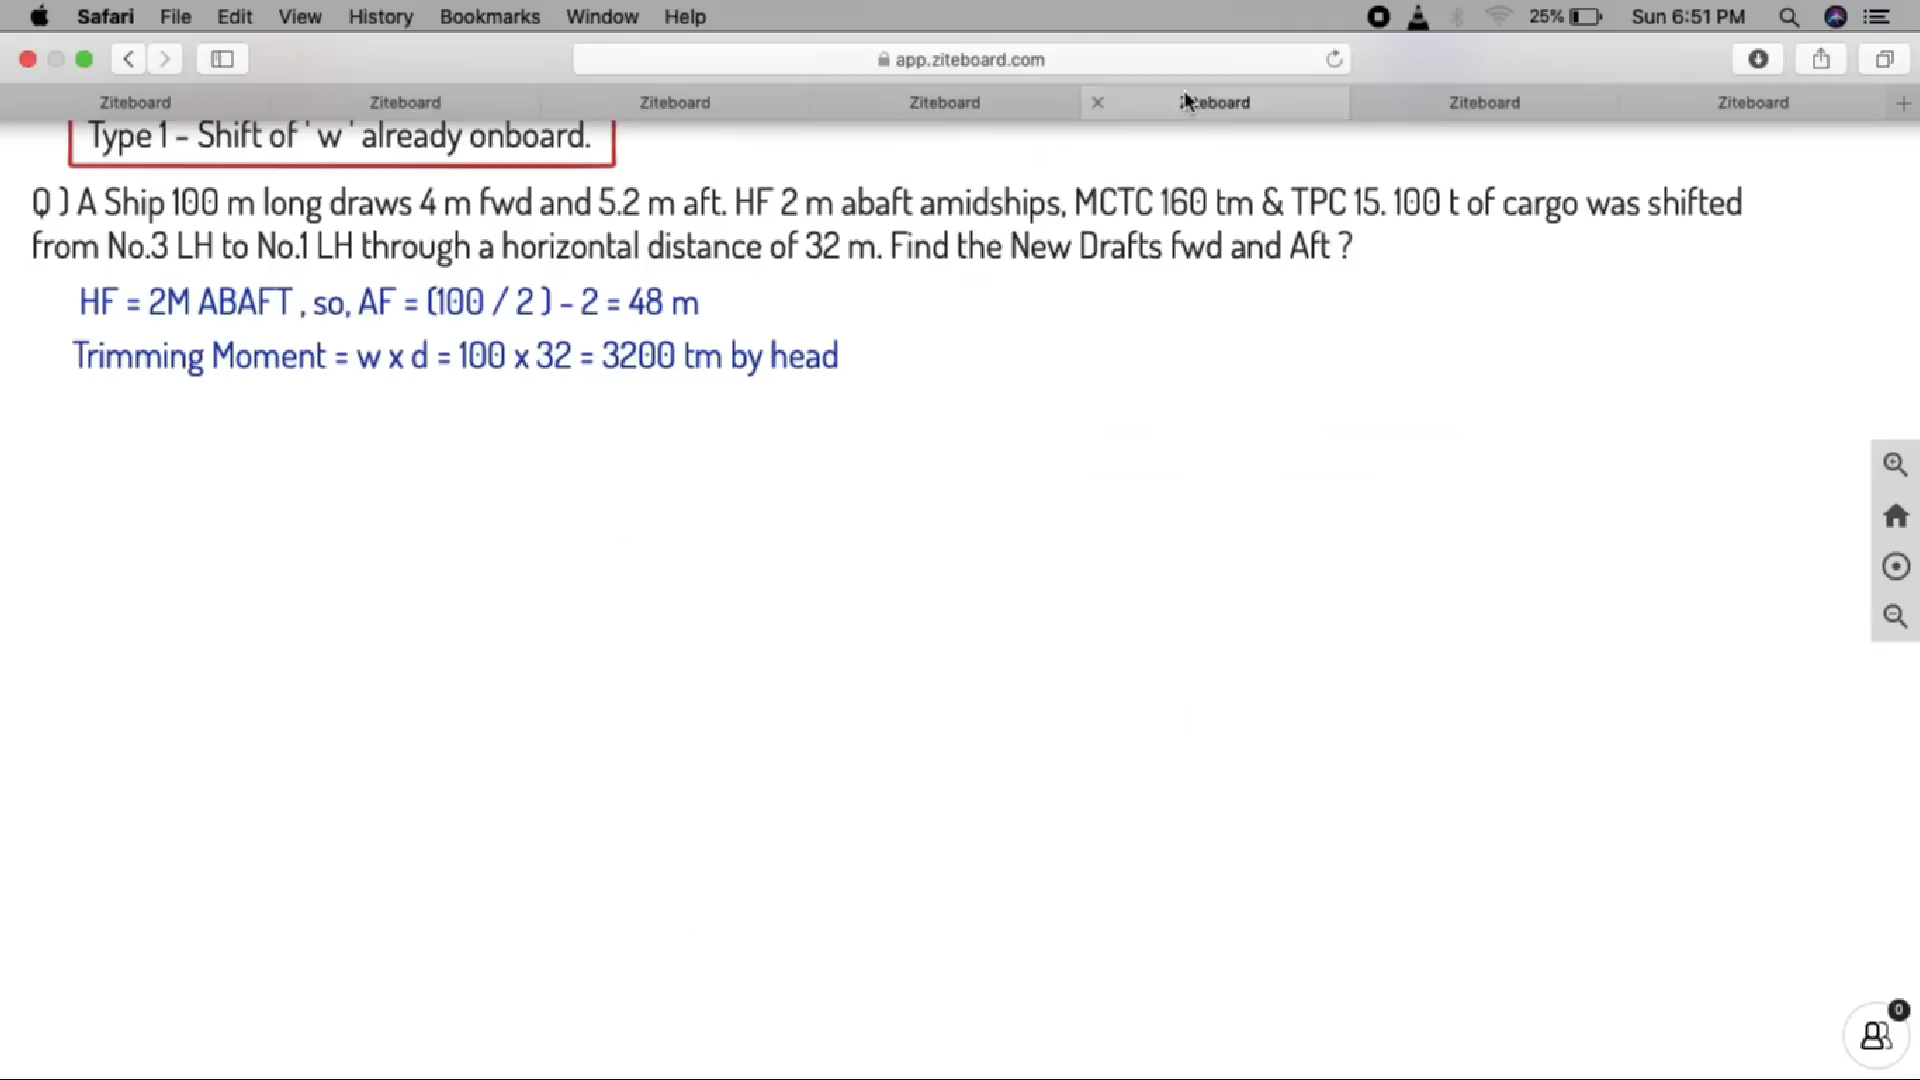 Safari File Edit View History Bookmarks Window Help 25% Sun 6:51 PM
app.ziteboard.com
Ziteboard Ziteboard Ziteboard Ziteboard Ziteboard Ziteboard Ziteboard
Type 1 - Shift of ' w ' already onboard.
Q ) A Ship 100 m long draws 4 m fwd and 5.2 m aft. HF 2 m abaft amidships, MCTC 160 tm & TPC 15. 100 t of cargo was shifted
from No.3 LH to No.1 LH through a horizontal distance of 32 m. Find the New Drafts fwd and Aft ?
HF = 2M ABAFT , so, AF = (100 / 2 ) - 2 = 48 m
Trimming Moment = w x d = 100 x 32 = 3200 tm by head
0